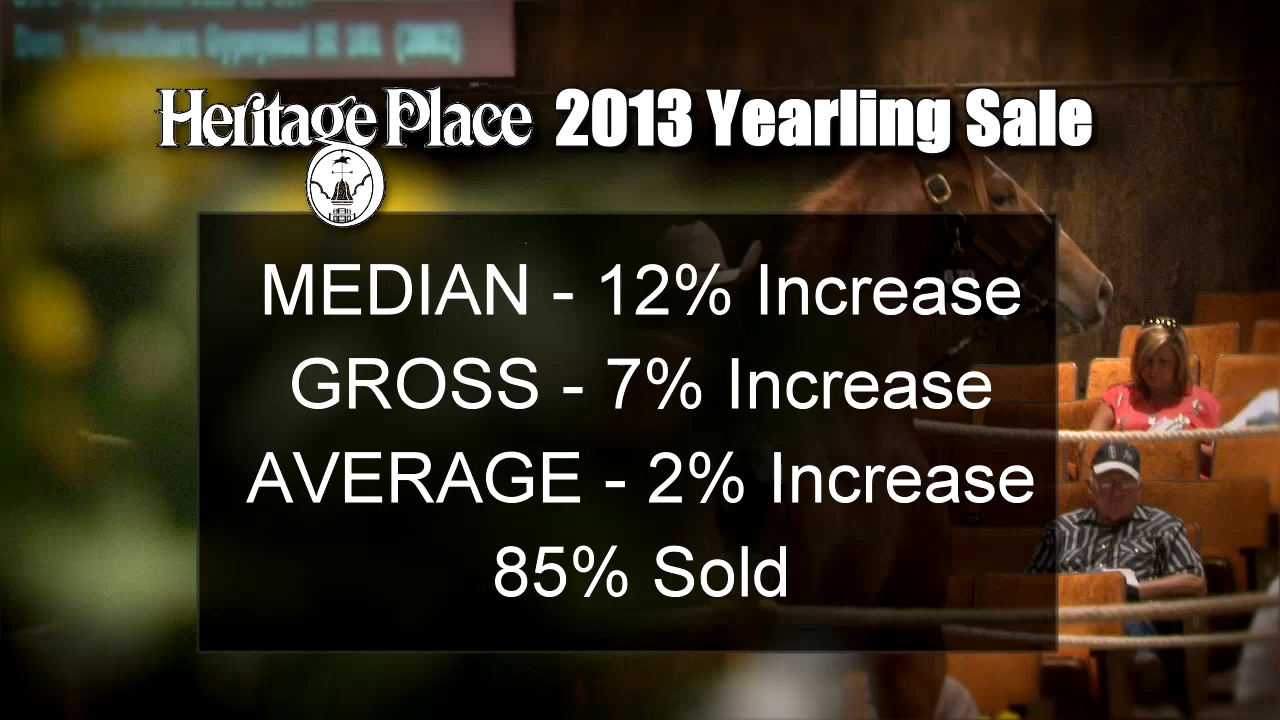 Heritage Place 2013 Yearling Sale
MEDIAN - 12% Increase
GROSS - 7% Increase
AVERAGE - 2% Increase
85% Sold